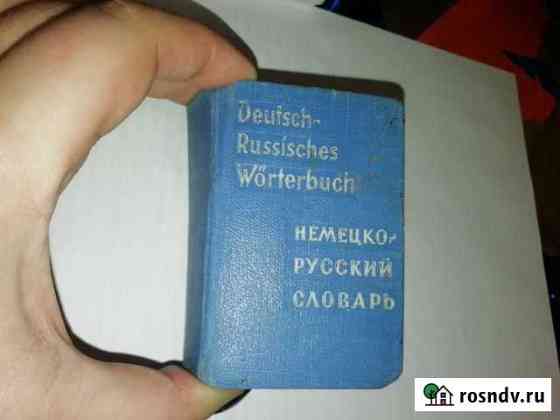 Deutsch-
Russisches
Wörterbuch
НЕМЕЦКО-
РУССКИЙ
СЛОВАРЬ
rosndv.ru